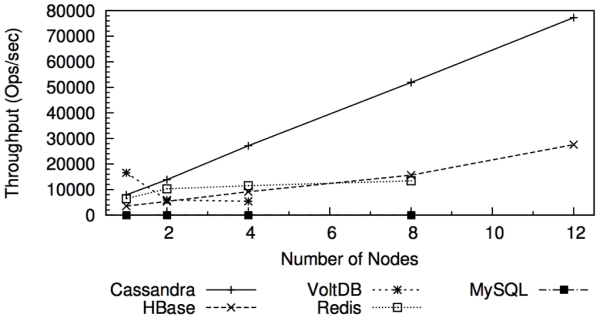 Throughput (Ops/sec)
80000
70000
60000
50000
40000
30000
20000
10000
0
2 4 6 8 10 12
Number of Nodes
Cassandra VoltDB MySQL
HBase Redis